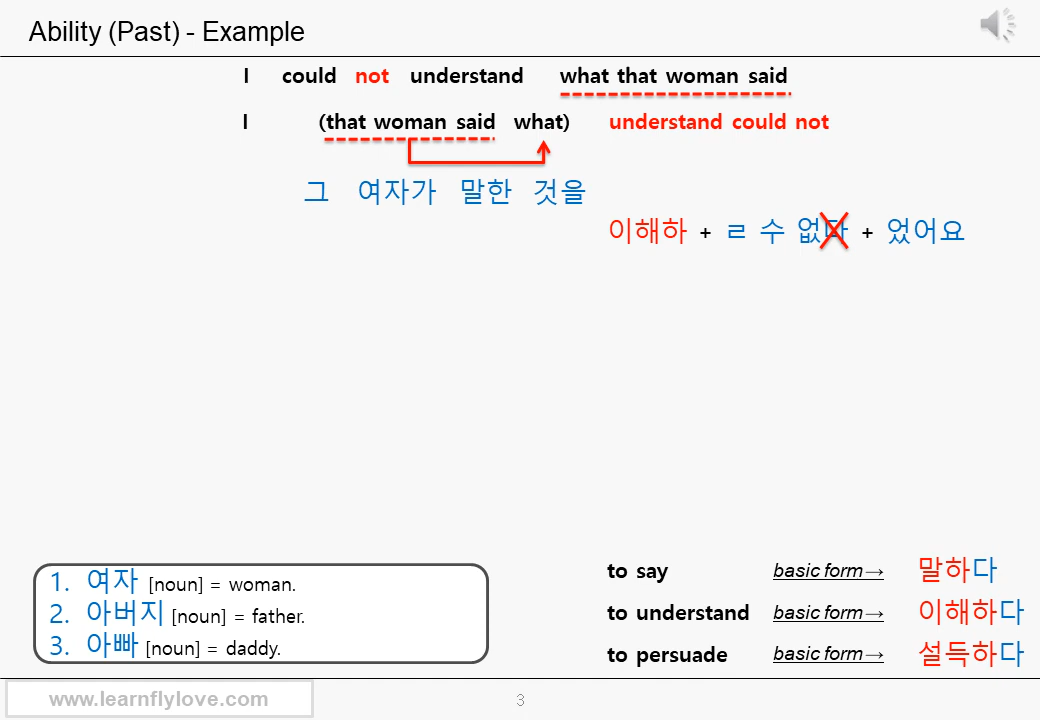 Ability (Past) - Example
I could not understand what that woman said
I (that woman said what) understand could not
그 여자가 말한 것을
이해하 + ㄹ 수 없다 + 었어요
1. 여자 [noun] = woman.
2. 아버지 [noun] = father.
3. 아빠 [noun] = daddy.
to say basic form→ 말하다
to understand basic form→ 이해하다
to persuade basic form→ 설득하다
www.learnflylove.com
3